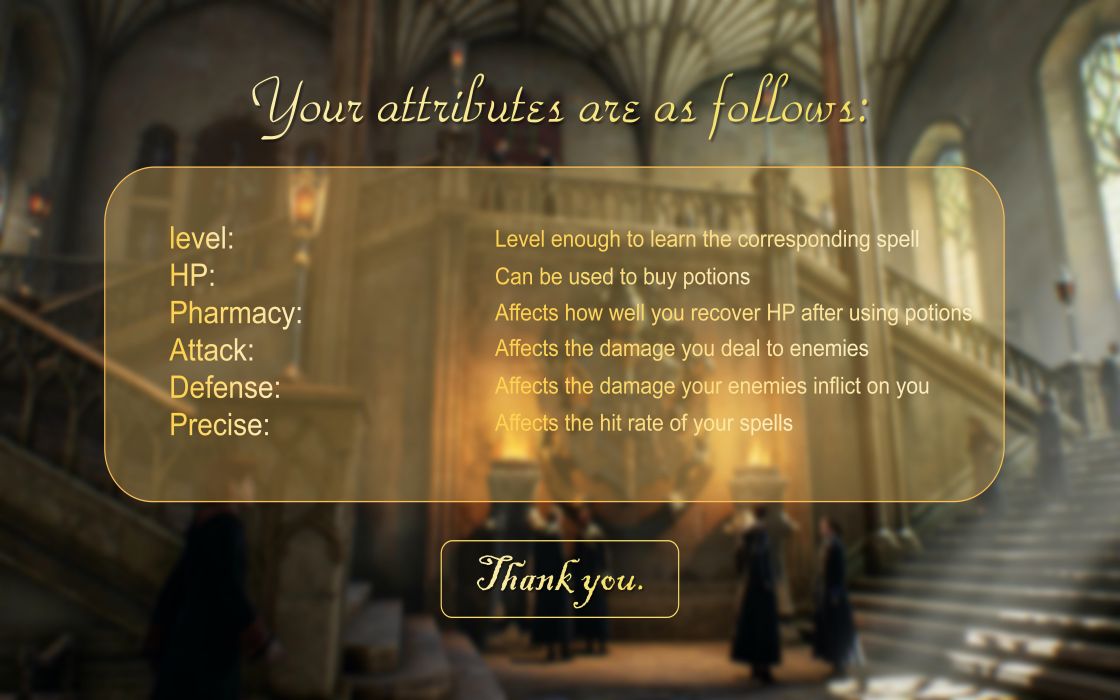 Your attributes are as follows:
level: Level enough to learn the corresponding spell
HP: Can be used to buy potions
Pharmacy: Affects how well you recover HP after using potions
Attack: Affects the damage you deal to enemies
Defense: Affects the damage your enemies inflict on you
Precise: Affects the hit rate of your spells
Thank you.